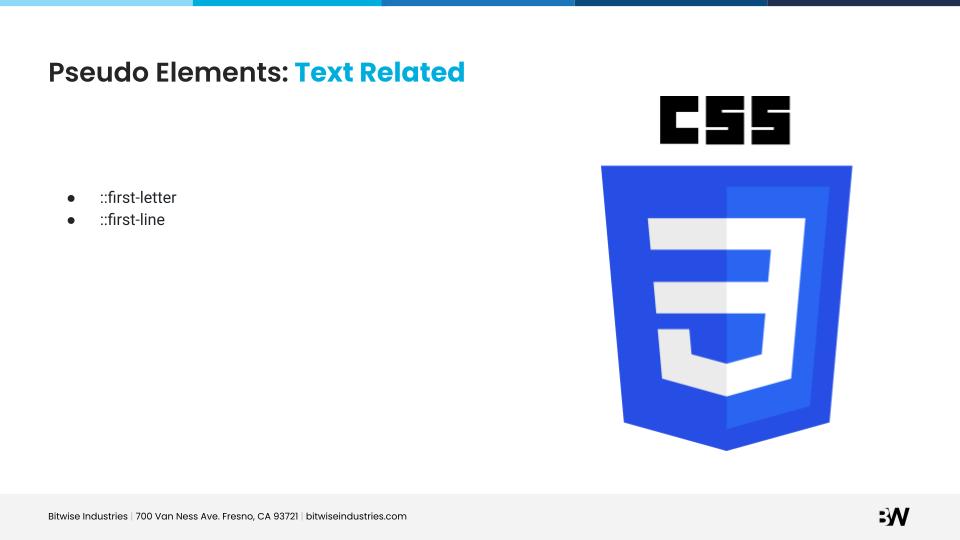 Pseudo Elements: Text Related
CSS
● ::first-letter
● ::first-line
3
Bitwise Industries | 700 Van Ness Ave. Fresno, CA 93721 | bitwiseindustries.com
BW